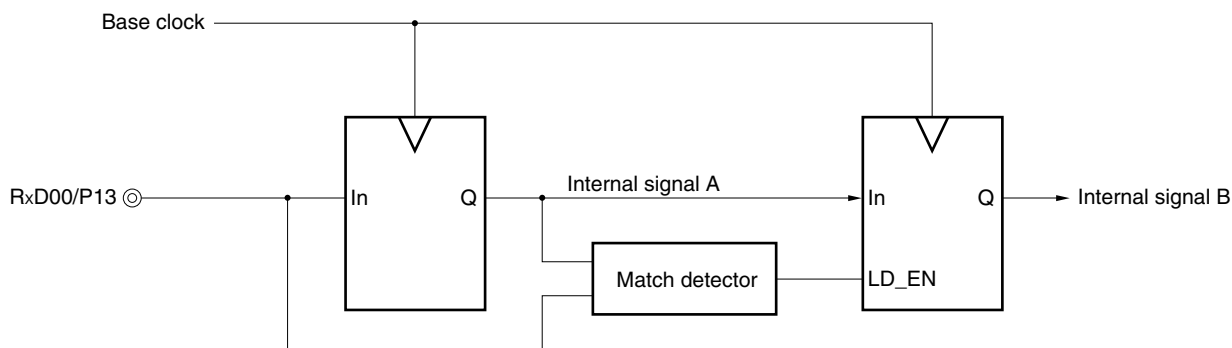 Base clock
RxD00/P13
In
Q
Internal signal A
In
Q
Internal signal B
Match detector
LD_EN